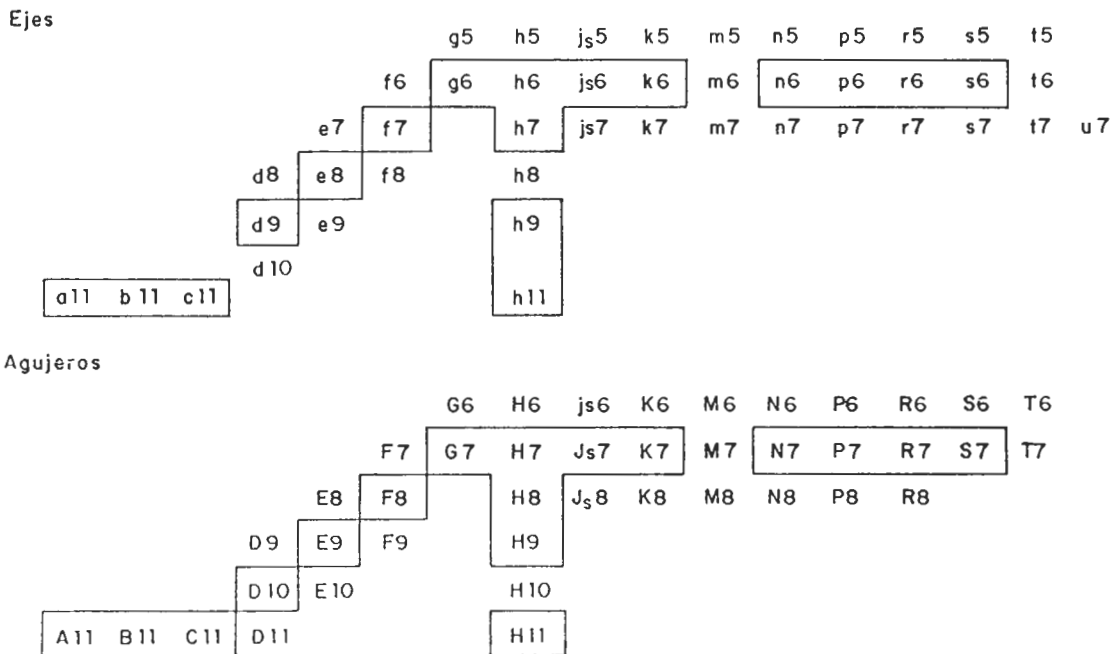 Ejes
g5 h5 js5 k5 m5 n5 p5 r5 s5 t5
f6 g6 h6 js6 k6 m6 n6 p6 r6 s6 t6
e7 f7 h7 js7 k7 m7 n7 p7 r7 s7 t7 u7
d8 e8 f8 h8
d9 e9 h9
d10
a11 b11 c11 h11
Agujeros
G6 H6 js6 K6 M6 N6 P6 R6 S6 T6
F7 G7 H7 Js7 K7 M7 N7 P7 R7 S7 T7
E8 F8 H8 Js8 K8 M8 N8 P8 R8
D9 E9 F9 H9
D10 E10 H10
A11 B11 C11 D11 H11